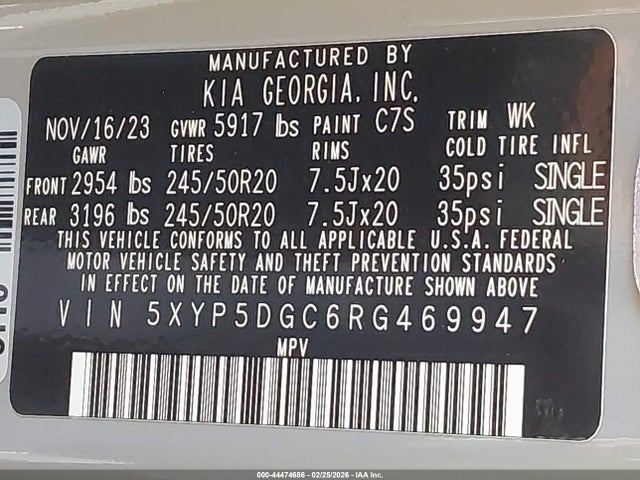 MANUFACTURED BY
KIA GEORGIA, INC.
NOV/16/23 GVWR 5917 lbs PAINT C7S TRIM WK
GAWR TIRES RIMS COLD TIRE INFL
FRONT 2954 lbs 245/50R20 7.5Jx20 35psi SINGLE
REAR 3196 lbs 245/50R20 7.5Jx20 35psi SINGLE
THIS VEHICLE CONFORMS TO ALL APPLICABLE U.S.A. FEDERAL
MOTOR VEHICLE SAFETY AND THEFT PREVENTION STANDARDS
IN EFFECT ON THE DATE OF MANUFACTURE SHOWN ABOVE
VIN 5XYP5DGC6RG469947
MPV
000-44474686 - 02/25/2026 - IAA Inc.